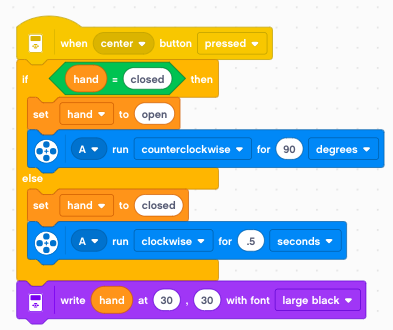 when center button pressed
if hand = closed then
set hand to open
A run counterclockwise for 90 degrees
else
set hand to closed
A run clockwise for .5 seconds
write hand at 30 , 30 with font large black